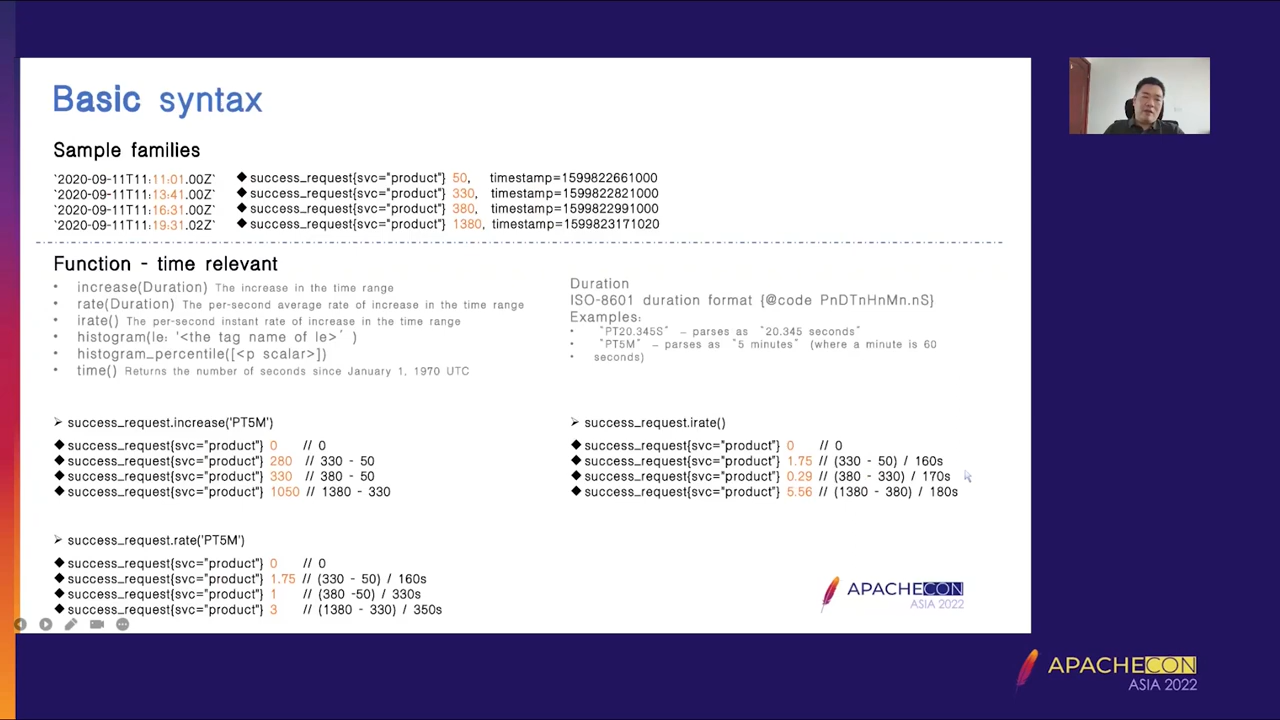 Basic syntax
Sample families
`2020-09-11T11:11:01.00Z` ◆ success_request{svc="product"} 50, timestamp=1599822661000
`2020-09-11T11:13:41.00Z` ◆ success_request{svc="product"} 330, timestamp=1599822821000
`2020-09-11T11:16:31.00Z` ◆ success_request{svc="product"} 380, timestamp=1599822991000
`2020-09-11T11:19:31.02Z` ◆ success_request{svc="product"} 1380, timestamp=1599823171020
Function - time relevant
• increase(Duration) The increase in the time range
• rate(Duration) The per-second average rate of increase in the time range
• irate() The per-second instant rate of increase in the time range
• histogram(le: '<the tag name of le>' )
• histogram_percentile([<p scalar>])
• time() Returns the number of seconds since January 1, 1970 UTC
Duration
ISO-8601 duration format {@code PnDTnHnMn.nS}
Examples:
• "PT20.345S" – parses as "20.345 seconds"
• "PT5M" – parses as "5 minutes" (where a minute is 60
• seconds)
➢ success_request.increase('PT5M')
◆ success_request{svc="product"} 0 // 0
◆ success_request{svc="product"} 280 // 330 - 50
◆ success_request{svc="product"} 330 // 380 - 50
◆ success_request{svc="product"} 1050 // 1380 - 330
➢ success_request.irate()
◆ success_request{svc="product"} 0 // 0
◆ success_request{svc="product"} 1.75 // (330 - 50) / 160s
◆ success_request{svc="product"} 0.29 // (380 - 330) / 170s
◆ success_request{svc="product"} 5.56 // (1380 - 380) / 180s
➢ success_request.rate('PT5M')
◆ success_request{svc="product"} 0 // 0
◆ success_request{svc="product"} 1.75 // (330 - 50) / 160s
◆ success_request{svc="product"} 1 // (380 -50) / 330s
◆ success_request{svc="product"} 3 // (1380 - 330) / 350s
APACHECON
ASIA 2022
APACHECON
ASIA 2022